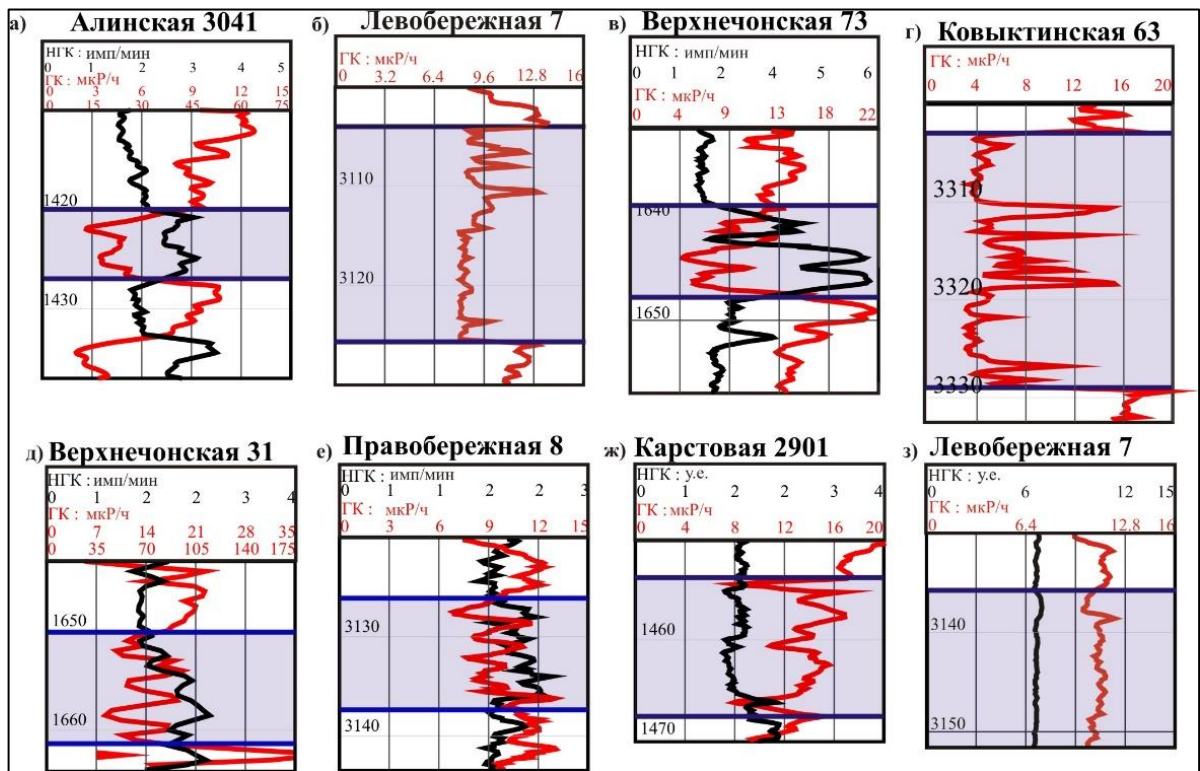 а) Алинская 3041
НГК : имп/мин
0 1 2 3 4 5
ГК : мкР/ч
0 3 6 9 12 15
0 15 30 45 60 75
1420
1430
б) Левобережная 7
ГК : мкР/ч
0 3.2 6.4 9.6 12.8 16
3110
3120
в) Верхнечонская 73
НГК : имп/мин
0 1 2 4 5 6
ГК : мкР/ч
0 4 9 13 18 22
1640
1650
г) Ковыктинская 63
ГК : мкР/ч
0 4 8 12 16 20
3310
3320
3330
д) Верхнечонская 31
НГК : имп/мин
0 1 2 2 3 4
ГК : мкР/ч
0 7 14 21 28 35
0 35 70 105 140 175
1650
1660
е) Правобережная 8
НГК : имп/мин
0 1 2 2 3
ГК : мкР/ч
0 3 6 9 12 15
3130
3140
ж) Карстовая 2901
НГК : у.е.
0 1 2 2 3 4
ГК : мкР/ч
0 4 8 12 16 20
1460
1470
з) Левобережная 7
НГК : у.е.
0 6 12 15
ГК : мкР/ч
0 6.4 12.8 16
3140
3150